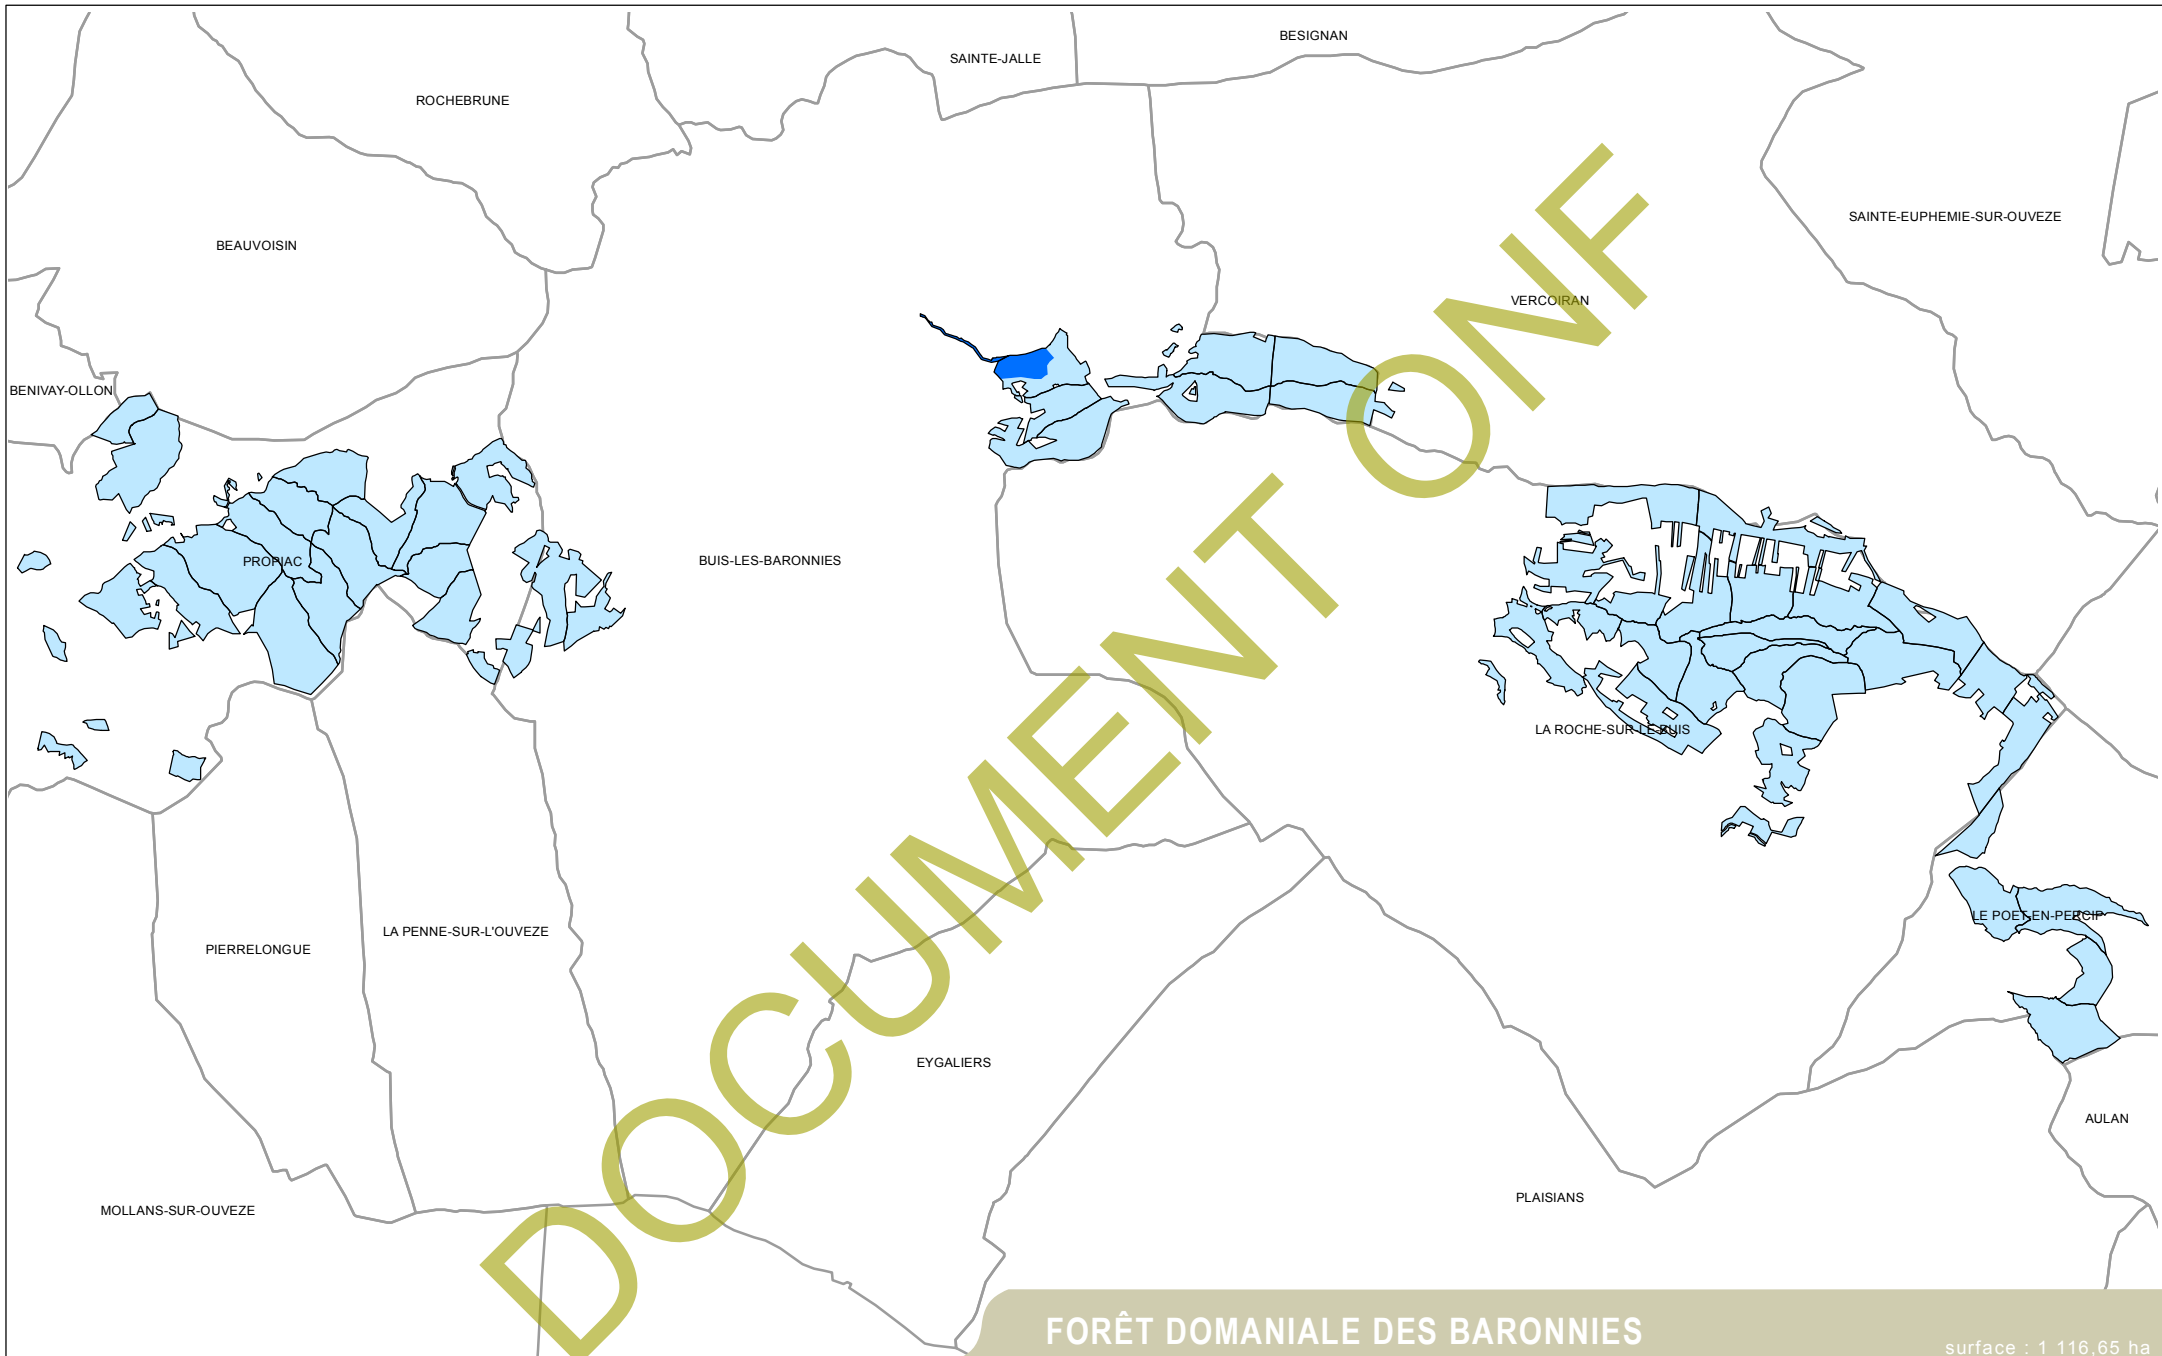 BESIGNAN
SAINTE-JALLE
ROCHEBRUNE
SAINTE-EUPHEMIE-SUR-OUVEZE
BEAUVOISIN
VERCOIRAN
BENIVAY-OLLON
PROPIAC
BUIS-LES-BARONNIES
LA ROCHE-SUR-LE-BUIS
LE POET-EN-PERCIP
LA PENNE-SUR-L'OUVEZE
PIERRELONGUE
EYGALIERS
AULAN
PLAISIANS
MOLLANS-SUR-OUVEZE
DOCUMENT ONF
FORÊT DOMANIALE DES BARONNIES
surface : 1 116,65 ha